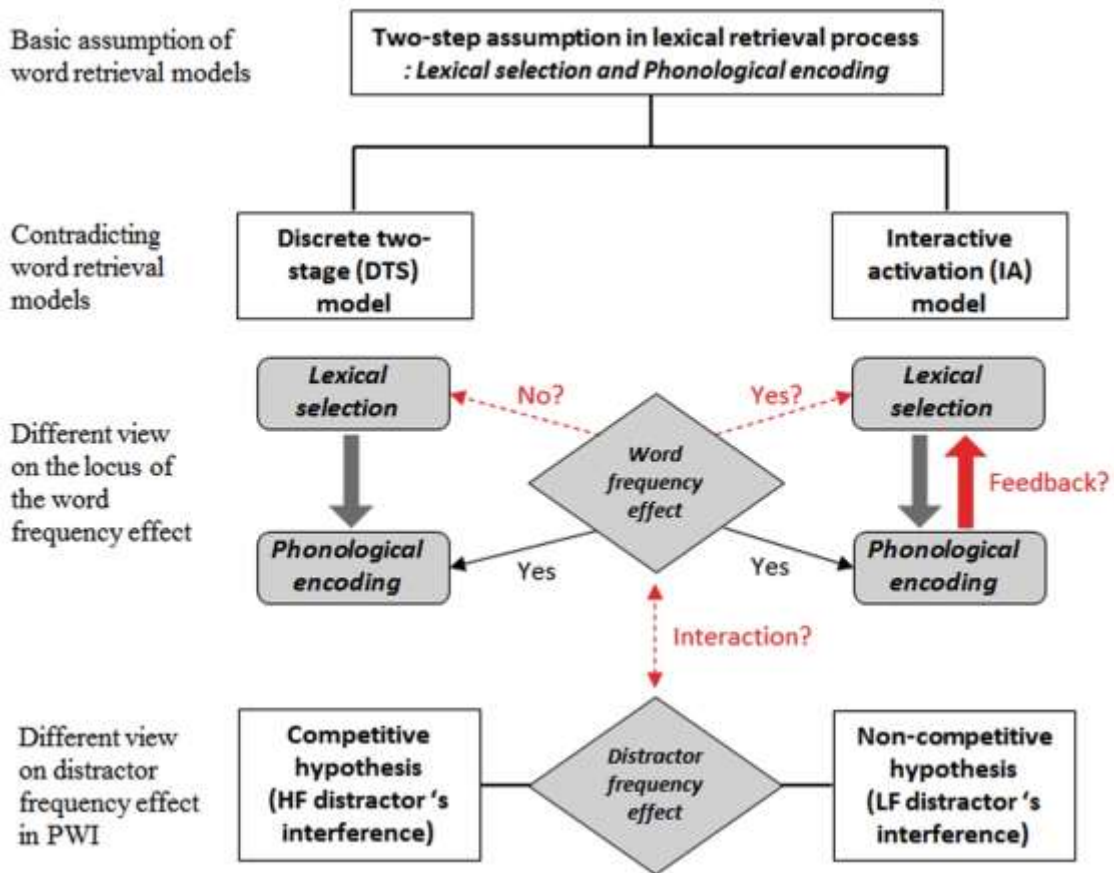 Basic assumption of
word retrieval models
Two-step assumption in lexical retrieval process
: Lexical selection and Phonological encoding
Contradicting
word retrieval
models
Discrete two-
stage (DTS)
model
Interactive
activation (IA)
model
Different view
on the locus of
the word
frequency effect
Lexical
selection
No?
Yes?
Lexical
selection
Word
frequency
effect
Feedback?
Phonological
encoding
Yes
Yes
Phonological
encoding
Interaction?
Different view
on distractor
frequency effect
in PWI
Competitive
hypothesis
(HF distractor ‘s
interference)
Distractor
frequency
effect
Non-competitive
hypothesis
(LF distractor ‘s
interference)